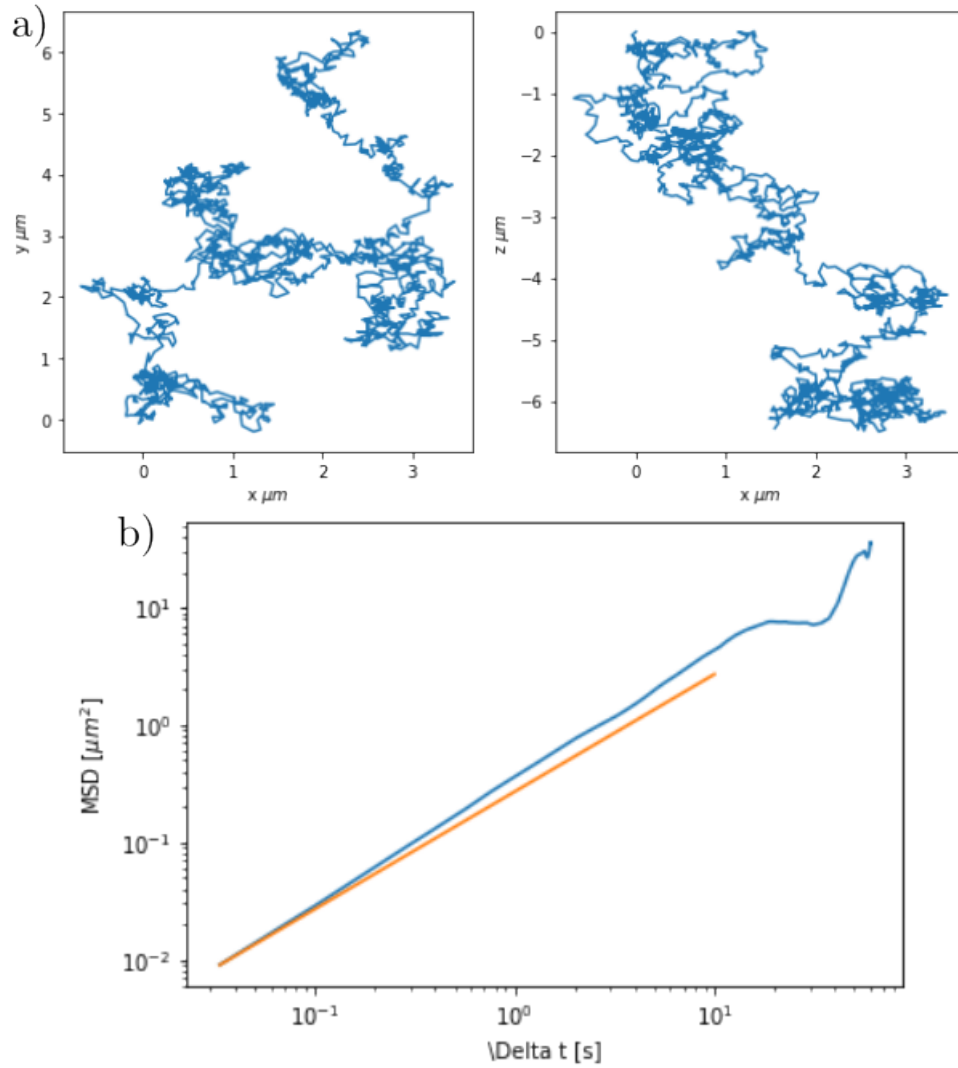 a)
6
5
4
3
2
1
0
y μm
0 1 2 3
x μm
0
−1
−2
−3
−4
−5
−6
z μm
0 1 2 3
x μm
b)
10¹
10⁰
10⁻¹
10⁻²
MSD [μm²]
10⁻¹ 10⁰ 10¹
\Delta t [s]